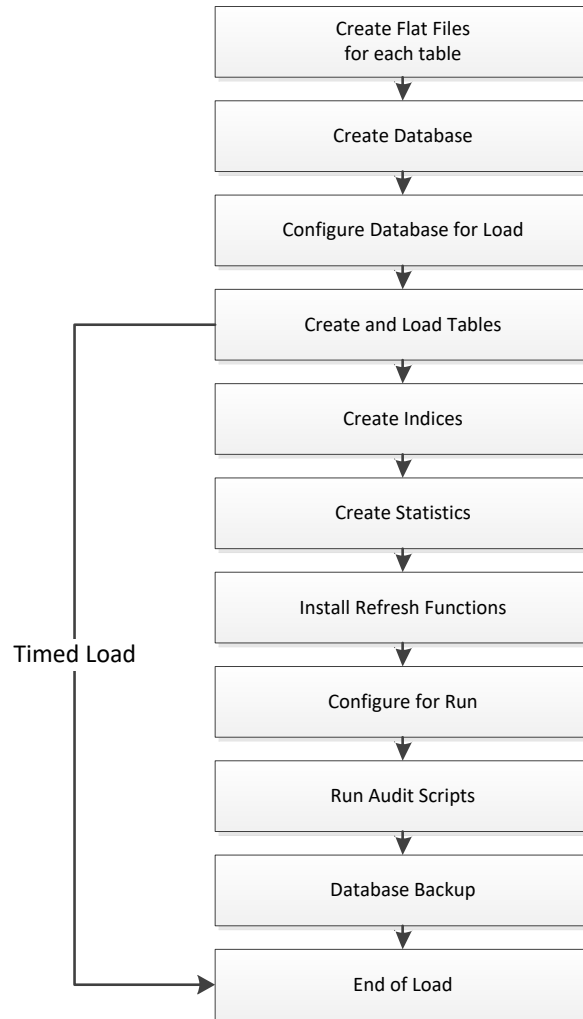 Create Flat Files
for each table
Create Database
Configure Database for Load
Create and Load Tables
Create Indices
Create Statistics
Install Refresh Functions
Timed Load
Configure for Run
Run Audit Scripts
Database Backup
End of Load